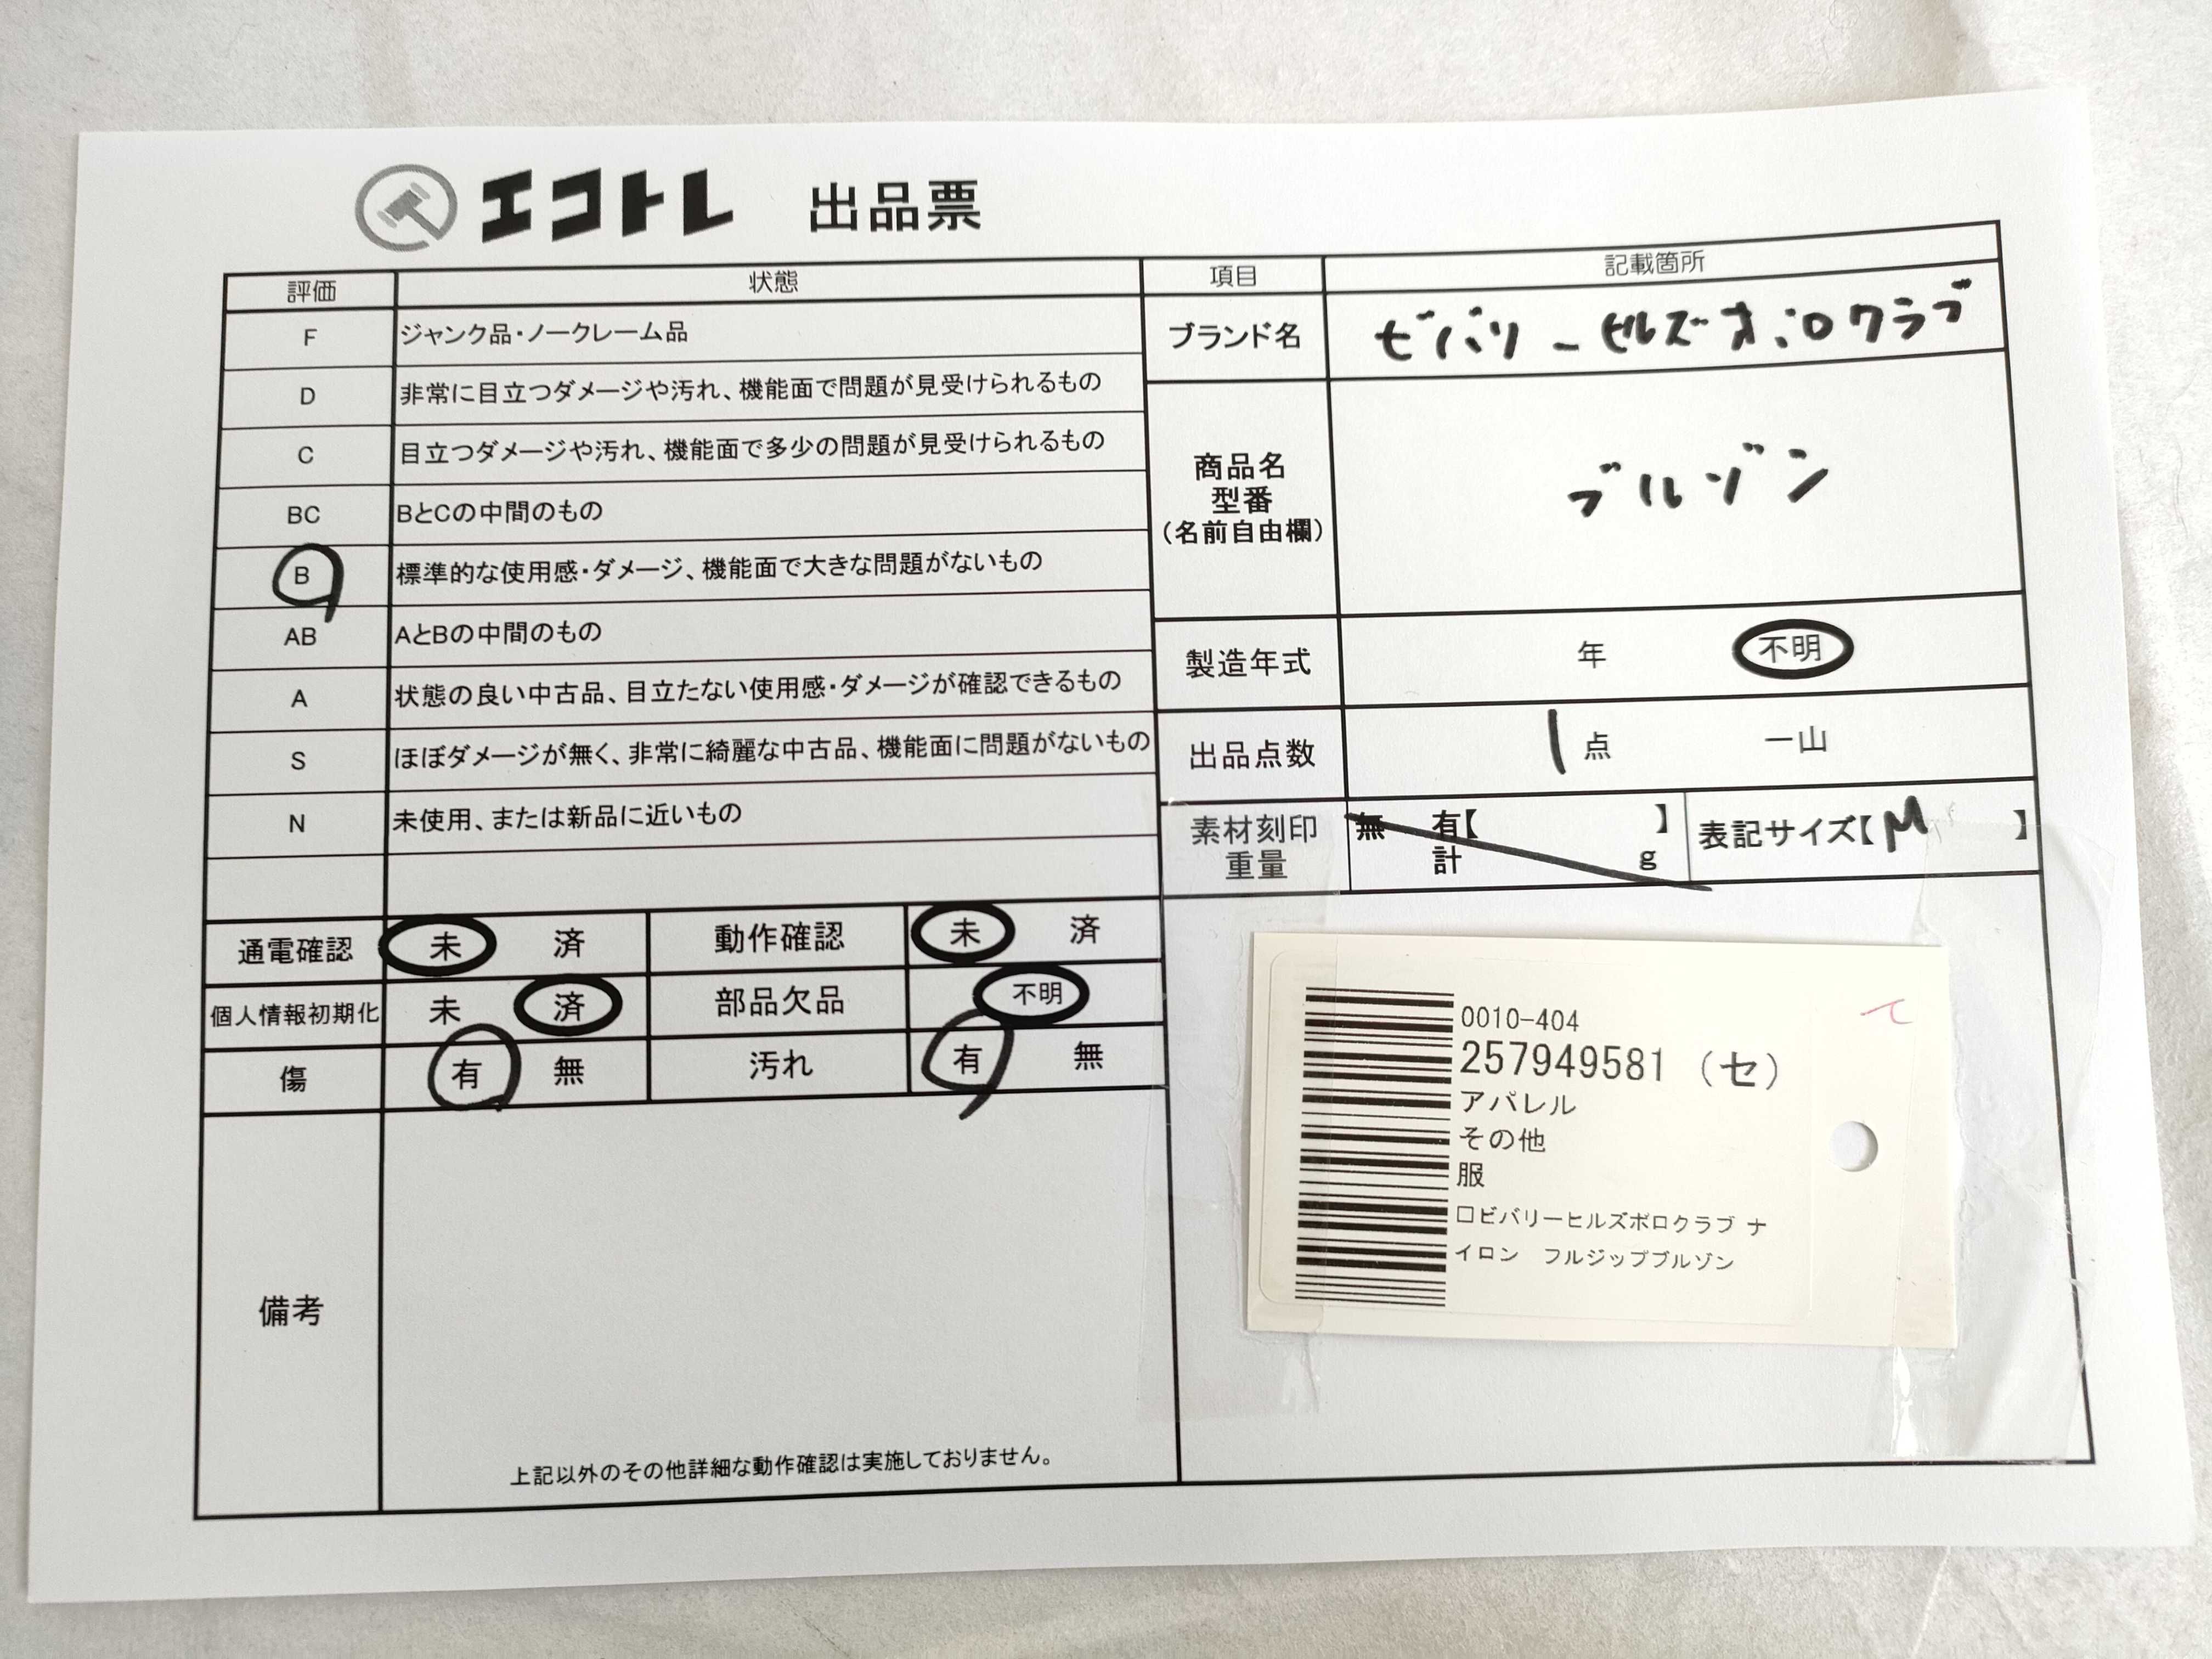 エコトレ 出品票
評価 状態
F ジャンク品・ノークレーム品
D 非常に目立つダメージや汚れ、機能面で問題が見受けられるもの
C 目立つダメージや汚れ、機能面で多少の問題が見受けられるもの
BC BとCの中間のもの
B 標準的な使用感・ダメージ、機能面で大きな問題がないもの
AB AとBの中間のもの
A 状態の良い中古品、目立たない使用感・ダメージが確認できるもの
S ほぼダメージが無く、非常に綺麗な中古品、機能面に問題がないもの
N 未使用、または新品に近いもの
通電確認 未 済 動作確認 未 済
個人情報初期化 未 済 部品欠品 不明
傷 有 無 汚れ 有 無
備考
上記以外のその他詳細な動作確認は実施しておりません。
項目 記載箇所
ブランド名 ビバリーヒルズポロクラブ
商品名
型番
(名前自由欄)
ブルゾン
製造年式 年 不明
出品点数 1点 一山
素材刻印 無 有【 】 表記サイズ【M 】
重量 計 g
0010-404
257949581 (セ)
アパレル
その他
服
□ビバリーヒルズポロクラブ ナ
イロン フルジップブルゾン